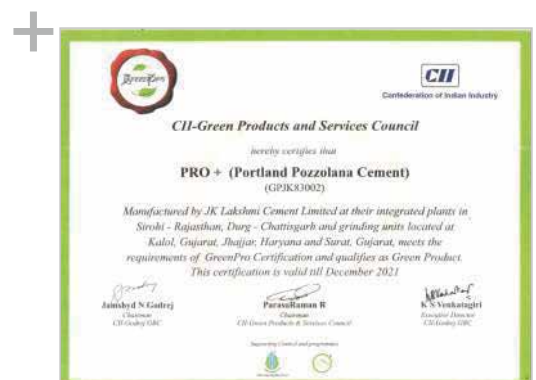 GreenPro
CII
Confederation of Indian Industry
CII-Green Products and Services Council
hereby certifies that
PRO + (Portland Pozzolana Cement)
(GPJK83002)
Manufactured by JK Lakshmi Cement Limited at their integrated plants in
Sirohi - Rajasthan, Durg - Chattisgarh and grinding units located at
Kalol, Gujarat, Jhajjar, Haryana and Surat, Gujarat, meets the
requirements of GreenPro Certification and qualifies as Green Product.
This certification is valid till December 2021
Jamshyd N Godrej
ParasuRaman R
K S Venkatagiri
Chairman
Chairman
Executive Director
CII-Godrej GBC
CII-Green Products & Services Council
CII-Godrej GBC